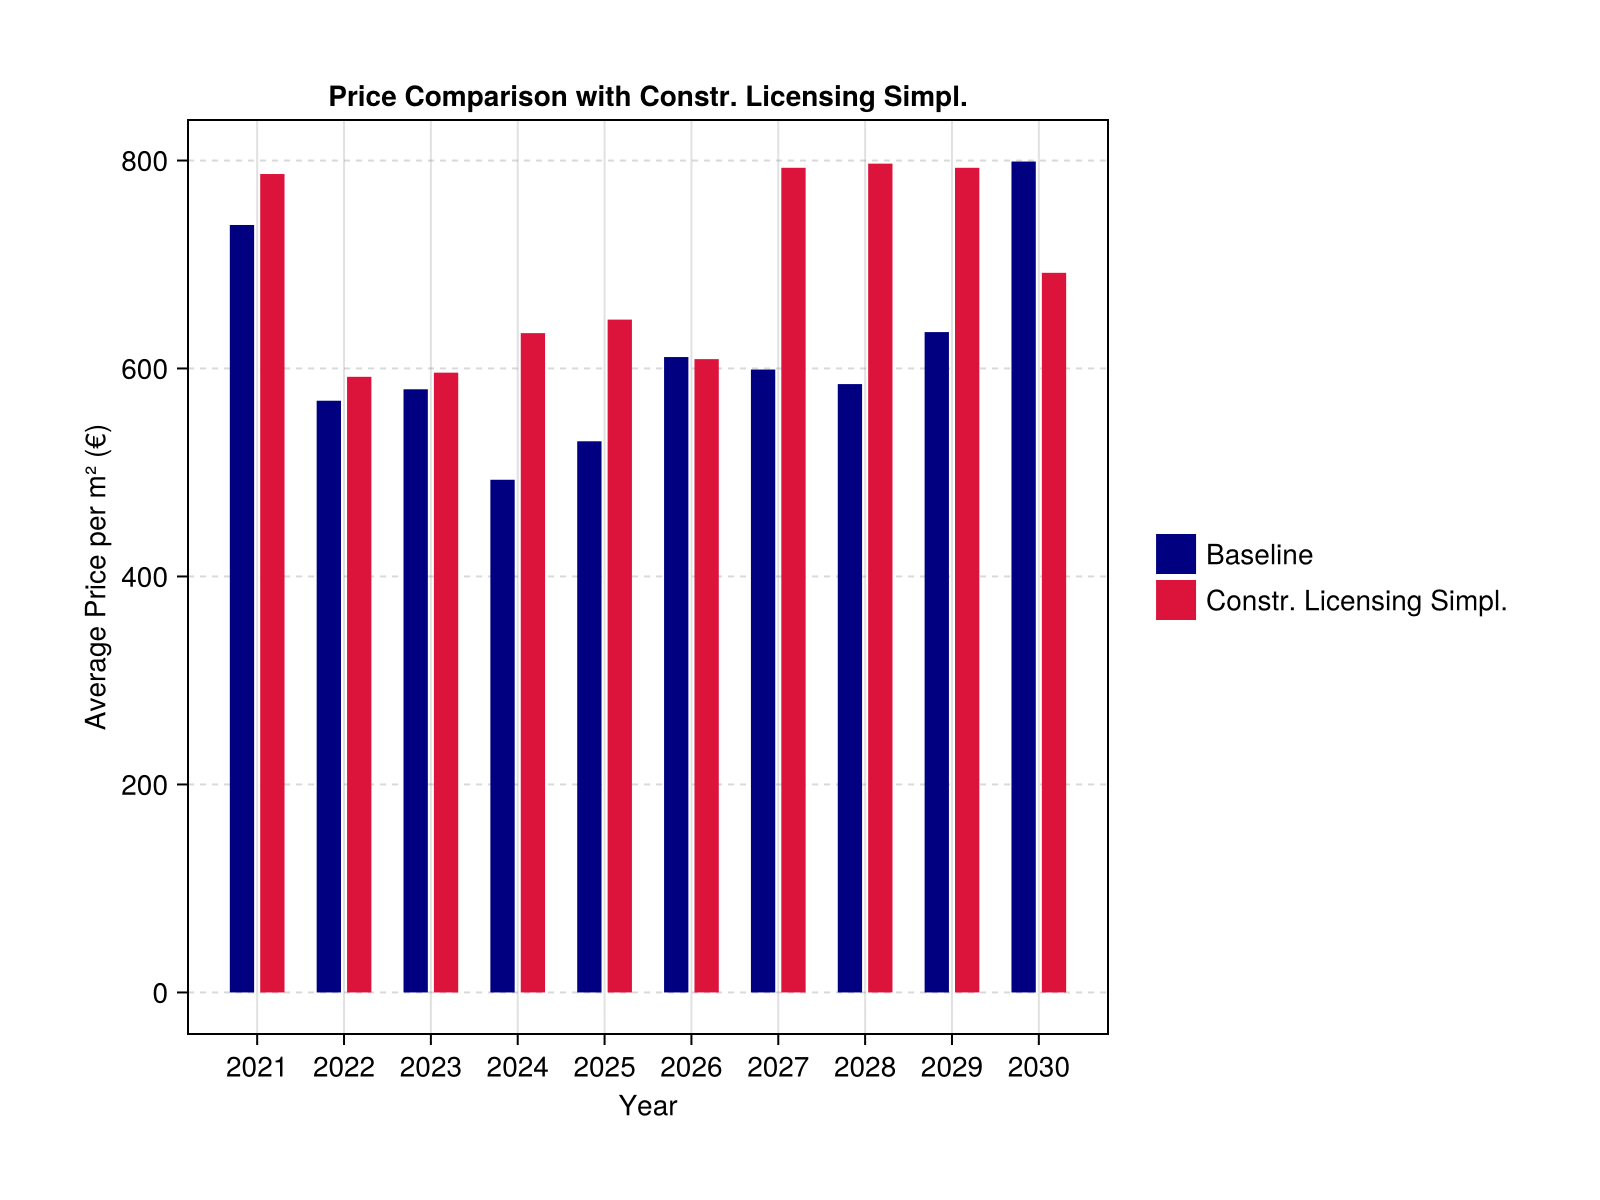 Price Comparison with Constr. Licensing Simpl.
Average Price per m² (€)
800
600
400
200
0
2021 2022 2023 2024 2025 2026 2027 2028 2029 2030
Year
Baseline
Constr. Licensing Simpl.